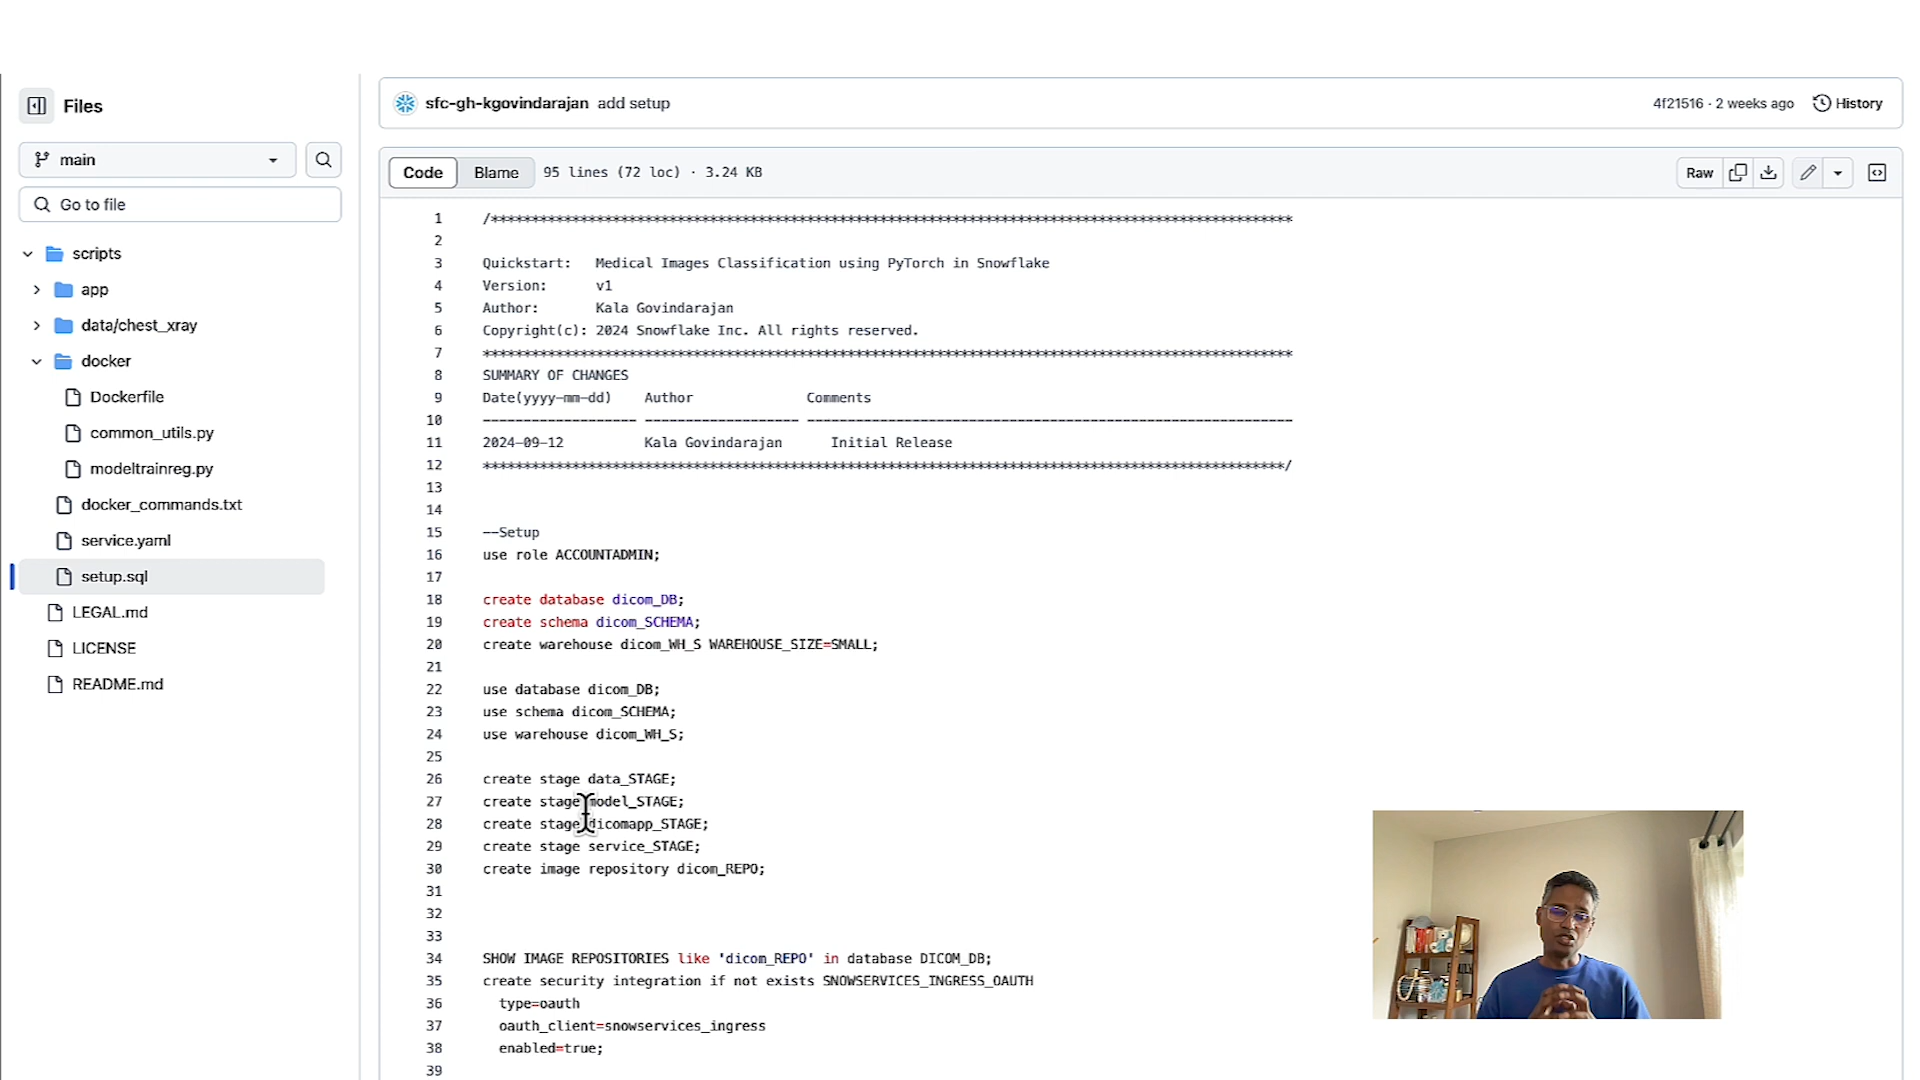 Files
main
Go to file
scripts
app
data/chest_xray
docker
Dockerfile
common_utils.py
modeltrainreg.py
docker_commands.txt
service.yaml
setup.sql
LEGAL.md
LICENSE
README.md
sfc-gh-kgovindarajan add setup
4f21516 · 2 weeks ago History
Code Blame 95 lines (72 loc) · 3.24 KB
Raw
1 /****************************************************************************************************
2
3 Quickstart: Medical Images Classification using PyTorch in Snowflake
4 Version: v1
5 Author: Kala Govindarajan
6 Copyright(c): 2024 Snowflake Inc. All rights reserved.
7 ****************************************************************************************************
8 SUMMARY OF CHANGES
9 Date(yyyy-mm-dd) Author Comments
10 ------------------- ------------------- ------------------------------------------------------------
11 2024-09-12 Kala Govindarajan Initial Release
12 ***************************************************************************************************/
13
14
15 --Setup
16 use role ACCOUNTADMIN;
17
18 create database dicom_DB;
19 create schema dicom_SCHEMA;
20 create warehouse dicom_WH_S WAREHOUSE_SIZE=SMALL;
21
22 use database dicom_DB;
23 use schema dicom_SCHEMA;
24 use warehouse dicom_WH_S;
25
26 create stage data_STAGE;
27 create stage model_STAGE;
28 create stage dicomapp_STAGE;
29 create stage service_STAGE;
30 create image repository dicom_REPO;
31
32
33
34 SHOW IMAGE REPOSITORIES like 'dicom_REPO' in database DICOM_DB;
35 create security integration if not exists SNOWSERVICES_INGRESS_OAUTH
36 type=oauth
37 oauth_client=snowservices_ingress
38 enabled=true;
39